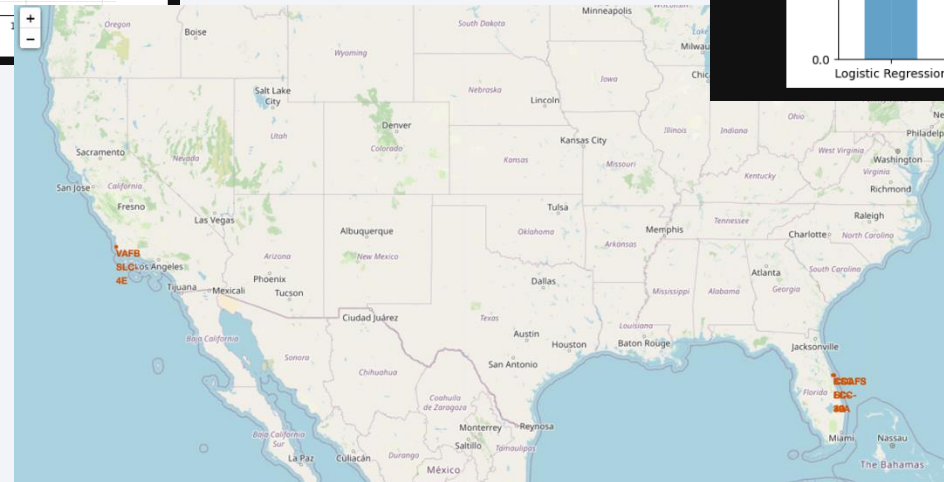 +
−
1
0.0
Logistic Regression
Oregon
Boise
Wyoming
South Dakota
Minneapolis
Milwau
Chic
Salt Lake
City
Nebraska
Iowa
Lincoln
Nevada
Utah
Denver
Colorado
Kansas City
Illinois
Indiana
Ohio
Philadelp
Sacramento
San Jose
California
Fresno
Kansas
Missouri
West Virginia
Washington
Virginia
Richmond
Kentucky
Las Vegas
Albuquerque
Tulsa
Oklahoma
Memphis
Tennessee
Raleigh
Charlotte
North Carolina
Arkansas
VAFB
SLC-
4E
Los Angeles
Arizona
New Mexico
Phoenix
Tucson
Tijuana
Mexicali
Dallas
Mississippi
Alabama
Atlanta
Georgia
South Carolina
Ciudad Juárez
Texas
Louisiana
Austin
Houston
Baton Rouge
Jacksonville
Baja California
Sonora
Chihuahua
San Antonio
Florida
Coahuila
de Zaragoza
Monterrey
Reynosa
Saltillo
Tamaulipas
Miami
Nassau
The Bahamas
Baja California
Sur
La Paz
Culiacán
Durango
México